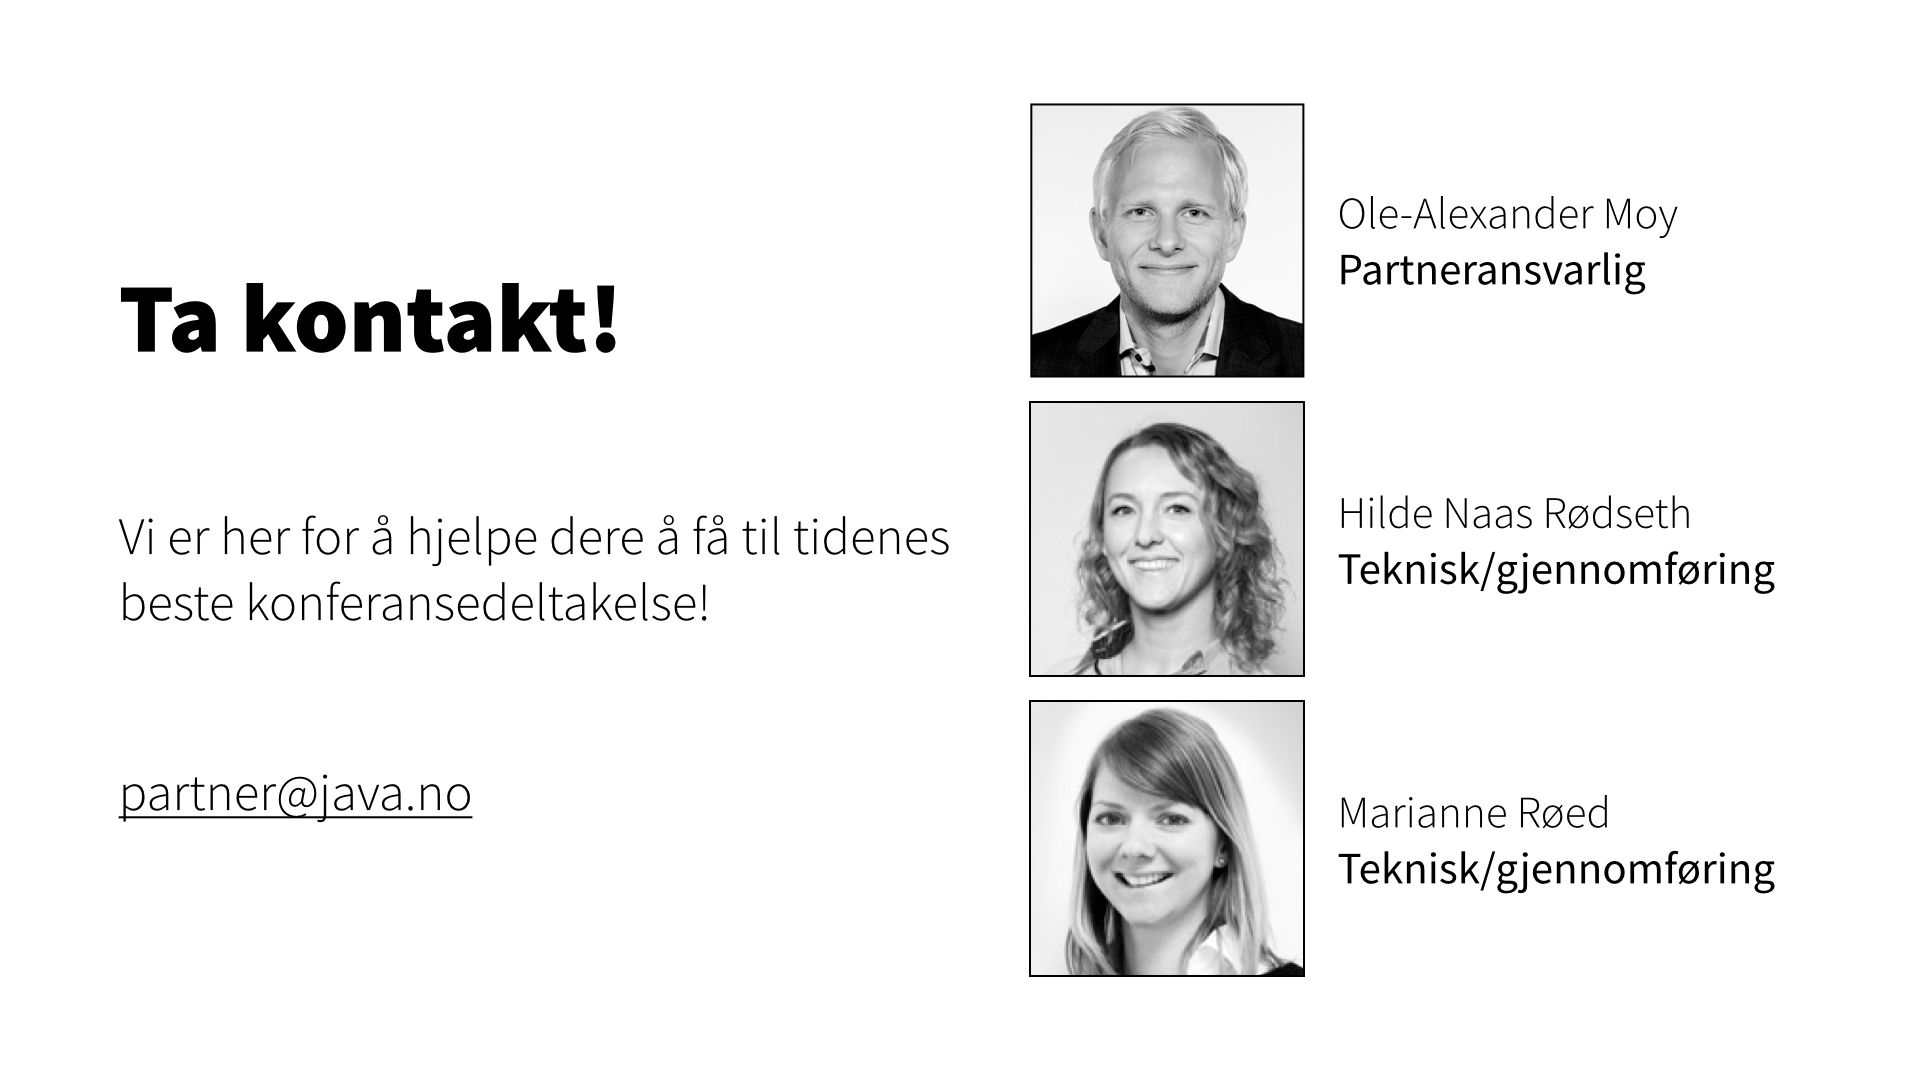 Ta kontakt!
Vi er her for å hjelpe dere å få til tidenes
beste konferansedeltakelse!
partner@java.no
Ole-Alexander Moy
Partneransvarlig
Hilde Naas Rødseth
Teknisk/gjennomføring
Marianne Røed
Teknisk/gjennomføring